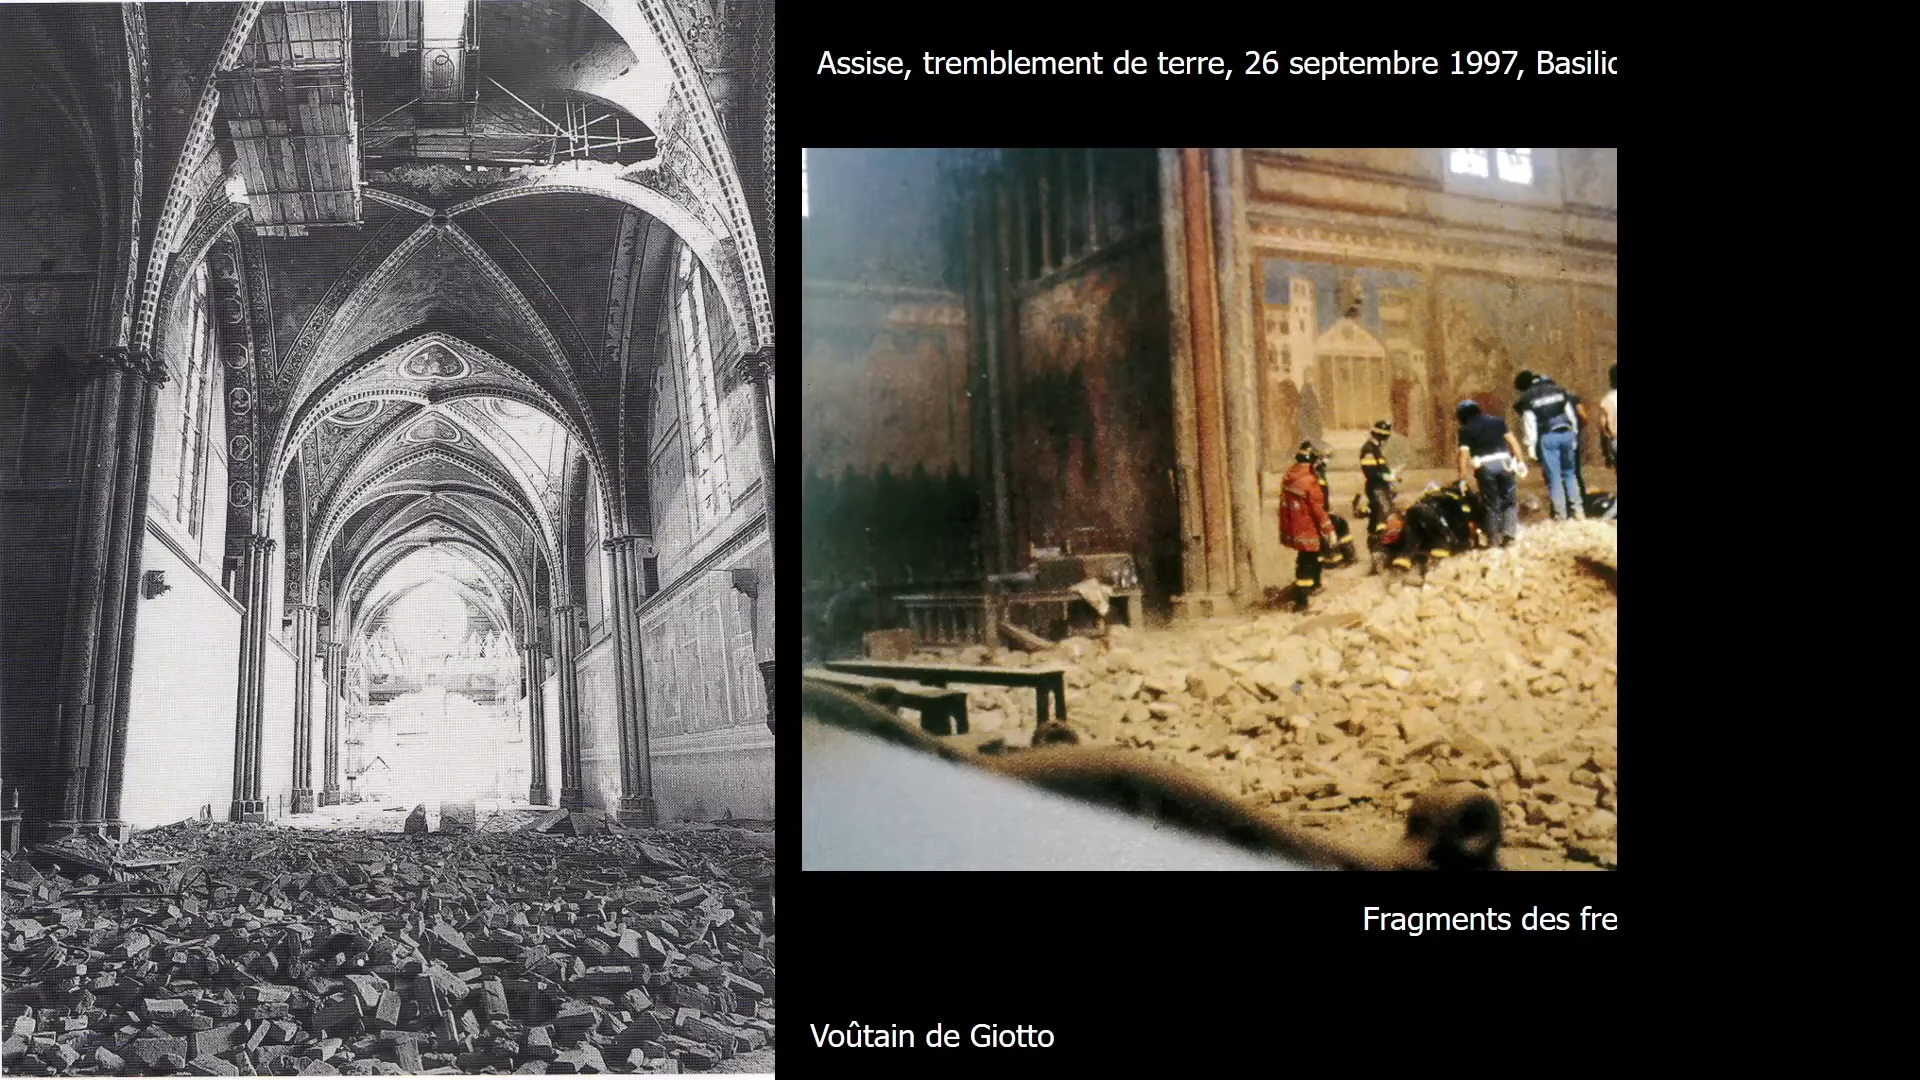 Assise, tremblement de terre, 26 septembre 1997, Basilic
Fragments des fre
Voûtain de Giotto